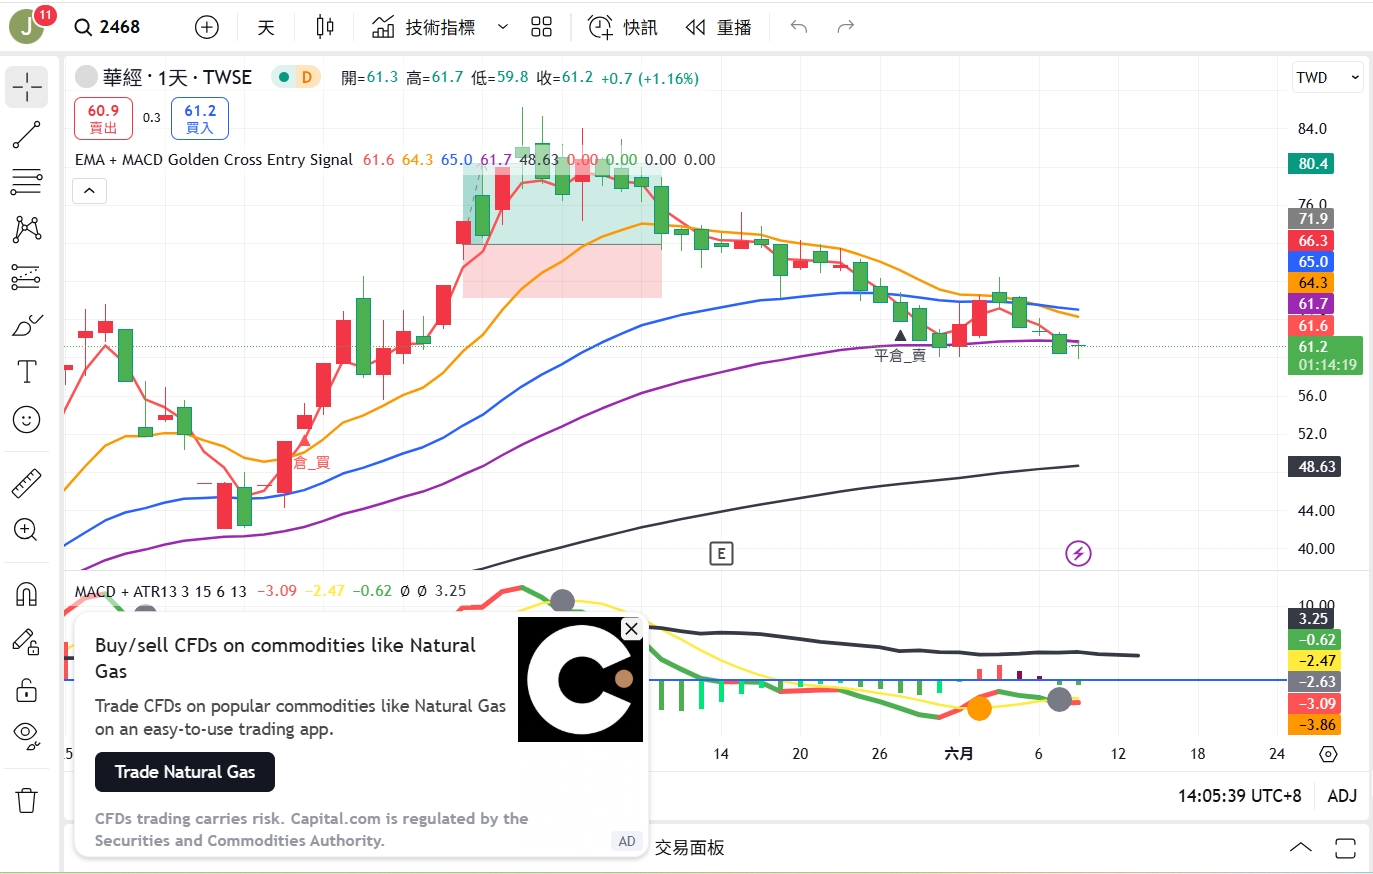 J 11
2468 天 技術指標 快訊 重播
華經 · 1天 · TWSE D 開=61.3 高=61.7 低=59.8 收=61.2 +0.7 (+1.16%) TWD
60.9 賣出 0.3 61.2 買入
EMA + MACD Golden Cross Entry Signal 61.6 64.3 65.0 61.7 48.63 0.00 0.00 0.00 0.00
84.0
80.4
76.0
71.9
66.3
65.0
64.3
61.7
61.6
61.2
01:14:19
平倉_賣
56.0
52.0
倉_買
48.63
44.00
40.00
E
MACD + ATR13 3 15 6 13 −3.09 −2.47 −0.62 Ø Ø 3.25
10.00
3.25
−0.62
−2.47
−2.63
−3.09
−3.86
Buy/sell CFDs on commodities like Natural
Gas
Trade CFDs on popular commodities like Natural Gas
on an easy-to-use trading app.
Trade Natural Gas
CFDs trading carries risk. Capital.com is regulated by the
Securities and Commodities Authority.
AD
14 20 26 六月 6 12 18 24
14:05:39 UTC+8 ADJ
交易面板